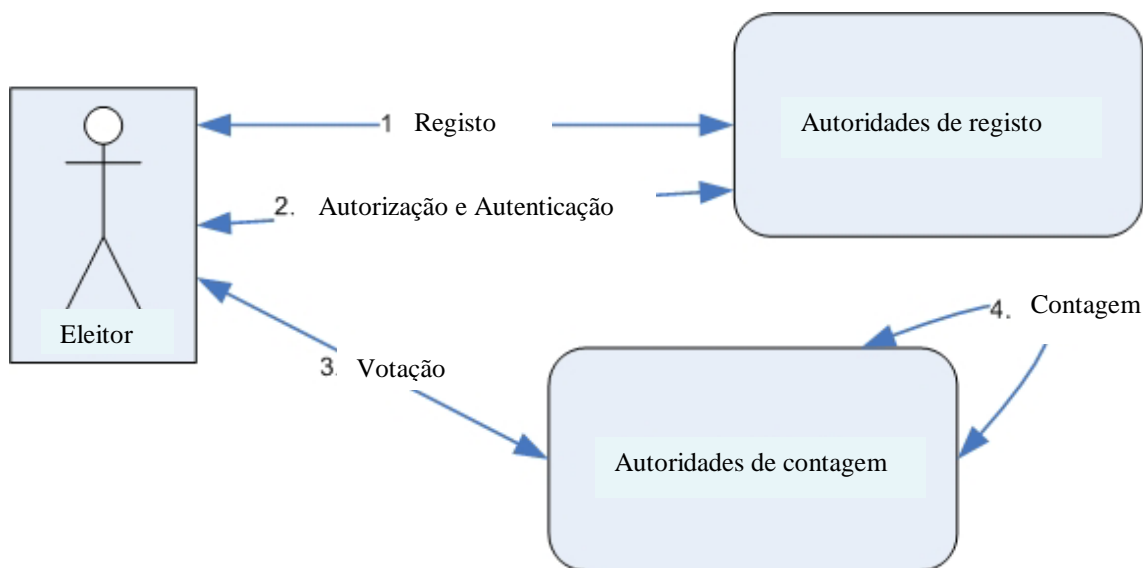 1 Registo
Autoridades de registo
2. Autorização e Autenticação
Eleitor
3. Votação
4. Contagem
Autoridades de contagem